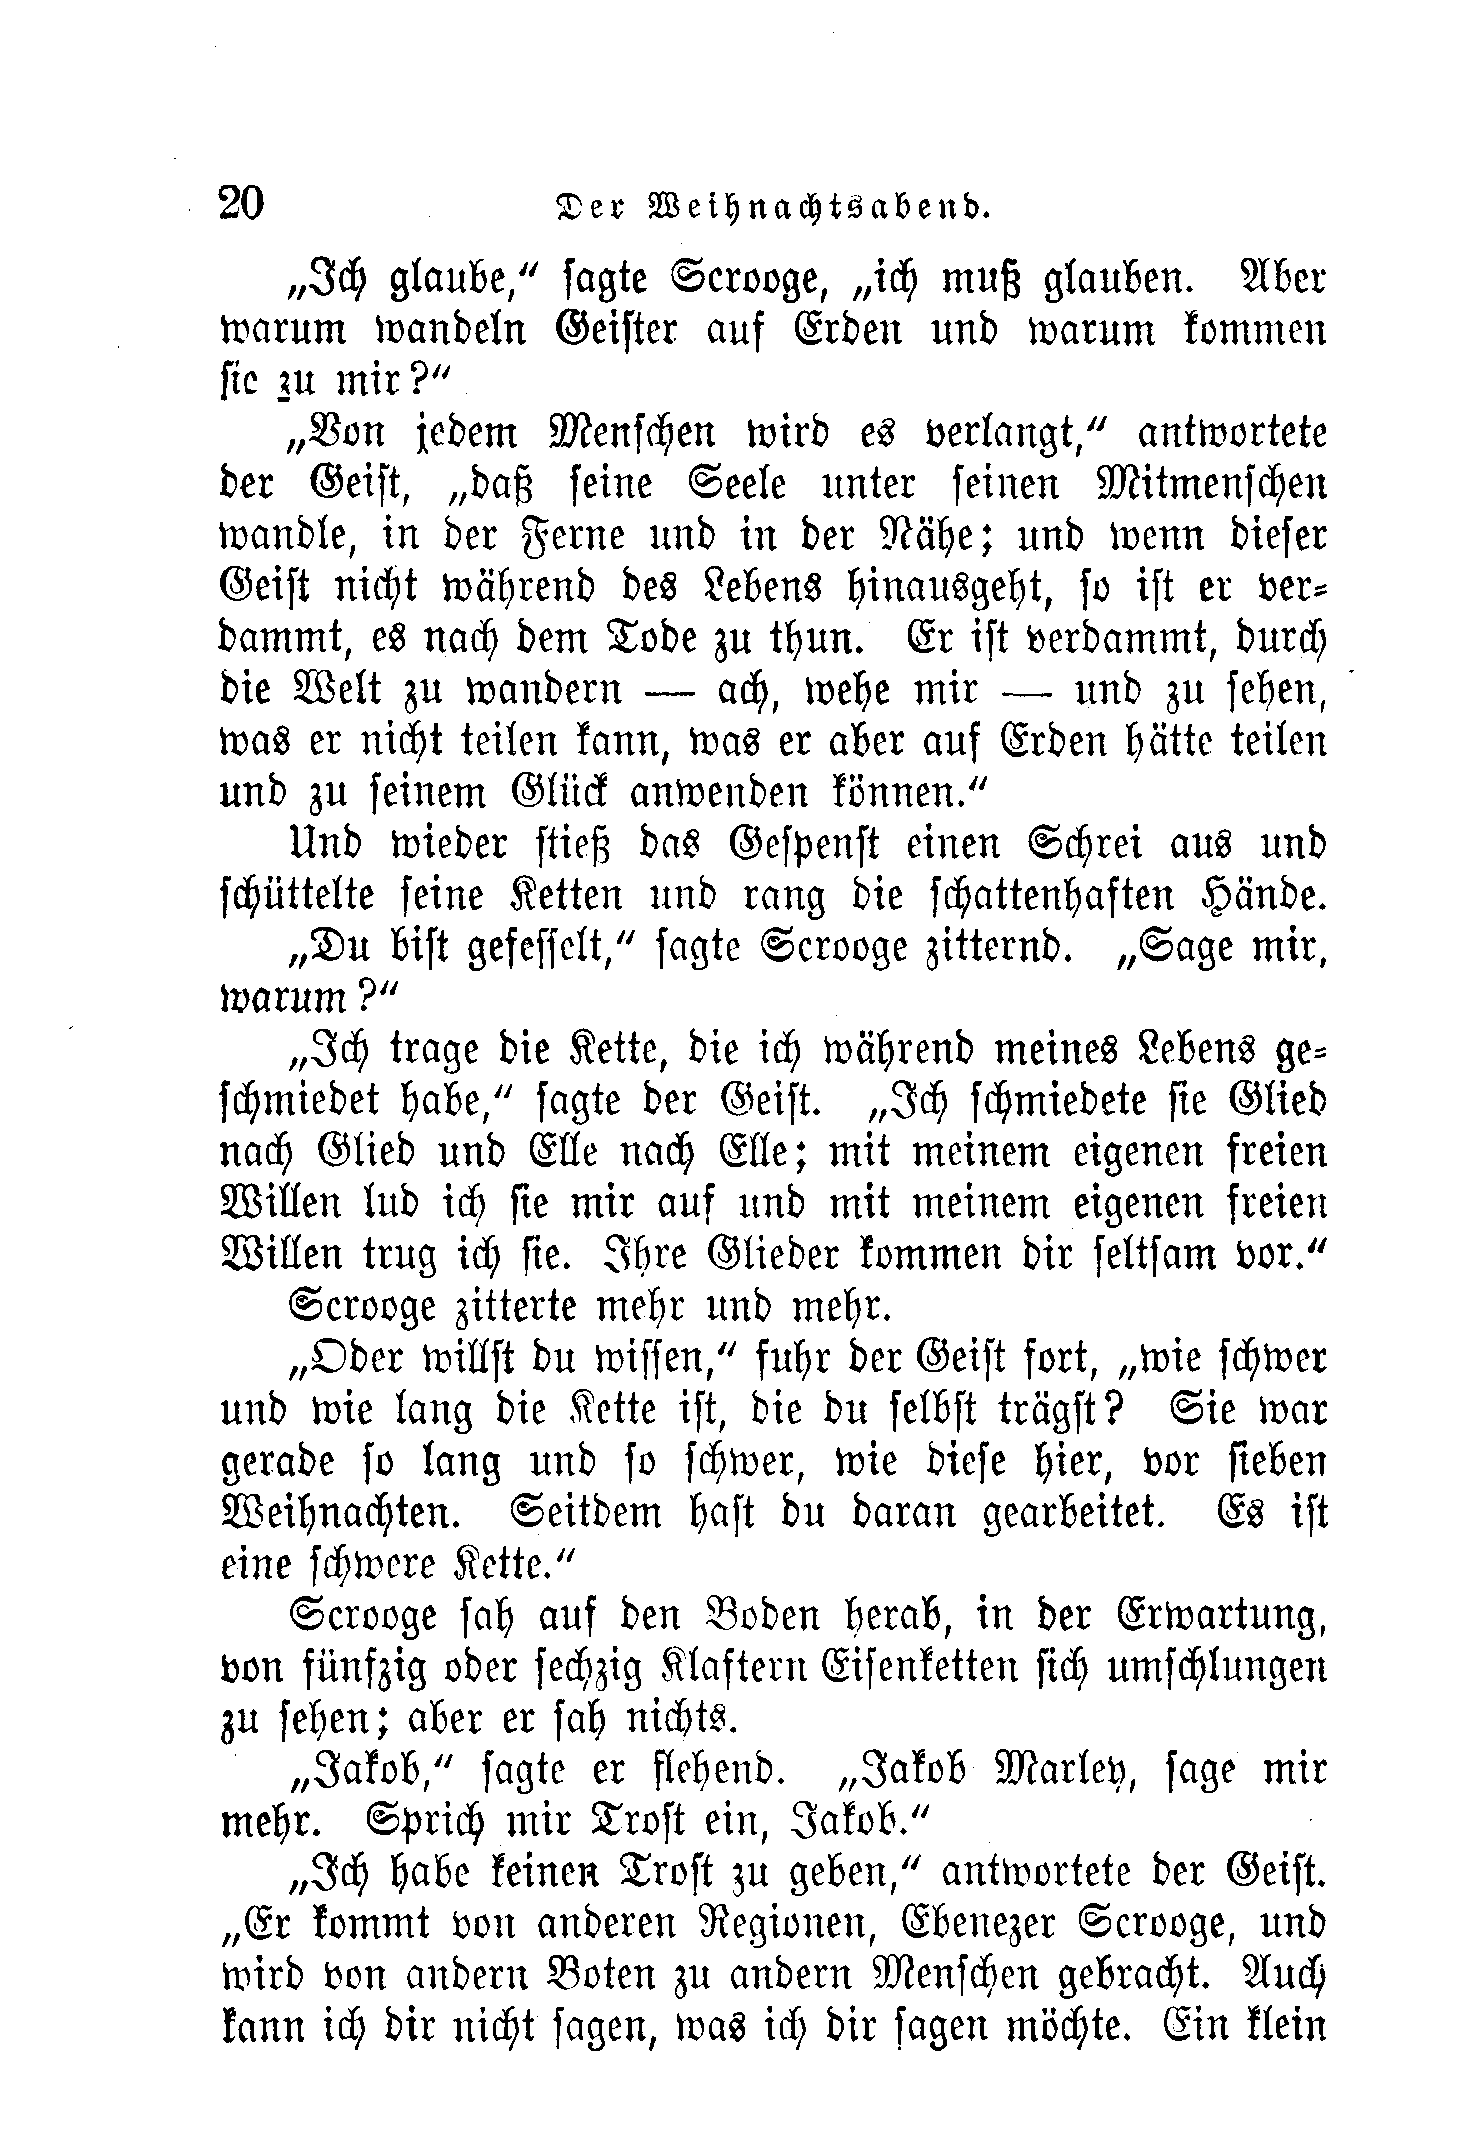 20 Der Weihnachtsabend.
„Ich glaube,“ sagte Scrooge, „ich muß glauben. Aber
warum wandeln Geister auf Erden und warum kommen
sie zu mir?“
„Von jedem Menschen wird es verlangt,“ antwortete
der Geist, „daß seine Seele unter seinen Mitmenschen
wandle, in der Ferne und in der Nähe; und wenn dieser
Geist nicht während des Lebens hinausgeht, so ist er ver-
dammt, es nach dem Tode zu thun. Er ist verdammt, durch
die Welt zu wandern — ach, wehe mir — und zu sehen,
was er nicht teilen kann, was er aber auf Erden hätte teilen
und zu seinem Glück anwenden können.“
Und wieder stieß das Gespenst einen Schrei aus und
schüttelte seine Ketten und rang die schattenhaften Hände.
„Du bist gefesselt,“ sagte Scrooge zitternd. „Sage mir,
warum?“
„Ich trage die Kette, die ich während meines Lebens ge-
schmiedet habe,“ sagte der Geist. „Ich schmiedete sie Glied
nach Glied und Elle nach Elle; mit meinem eigenen freien
Willen lud ich sie mir auf und mit meinem eigenen freien
Willen trug ich sie. Ihre Glieder kommen dir seltsam vor.“
Scrooge zitterte mehr und mehr.
„Oder willst du wissen,“ fuhr der Geist fort, „wie schwer
und wie lang die Kette ist, die du selbst trägst? Sie war
gerade so lang und so schwer, wie diese hier, vor sieben
Weihnachten. Seitdem hast du daran gearbeitet. Es ist
eine schwere Kette.“
Scrooge sah auf den Boden herab, in der Erwartung,
von fünfzig oder sechzig Klaftern Eisenketten sich umschlungen
zu sehen; aber er sah nichts.
„Jakob,“ sagte er flehend. „Jakob Marley, sage mir
mehr. Sprich mir Trost ein, Jakob.“
„Ich habe keinen Trost zu geben,“ antwortete der Geist.
„Er kommt von anderen Regionen, Ebenezer Scrooge, und
wird von andern Boten zu andern Menschen gebracht. Auch
kann ich dir nicht sagen, was ich dir sagen möchte. Ein klein